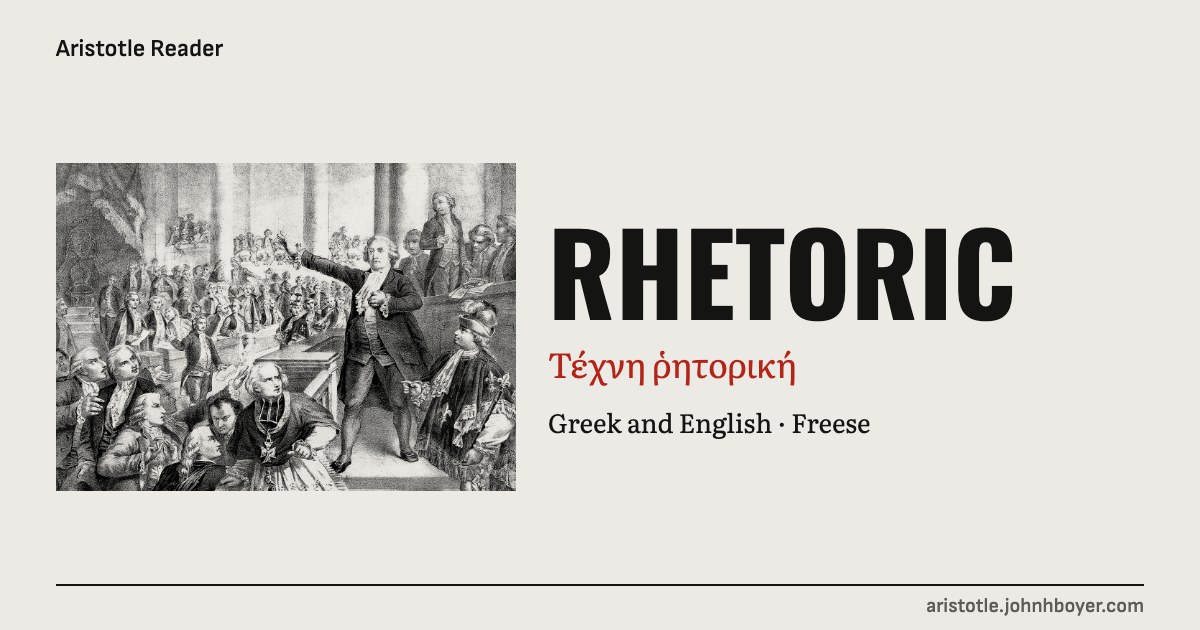 Aristotle Reader
RHETORIC
Τέχνη ῥητορική
Greek and English · Freese
aristotle.johnhboyer.com